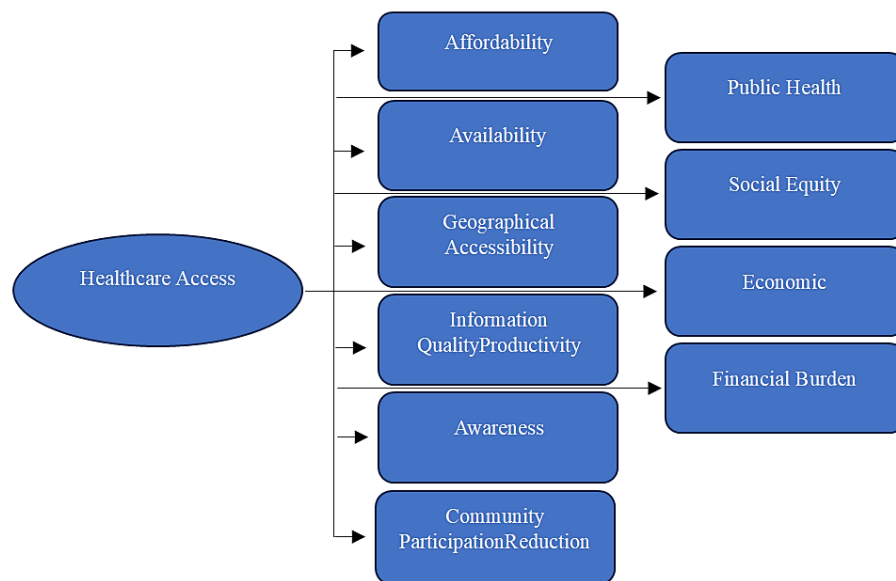 Affordability
Public Health
Availability
Social Equity
Geographical
Accessibility
Healthcare Access
Economic
Information
QualityProductivity
Financial Burden
Awareness
Community
ParticipationReduction